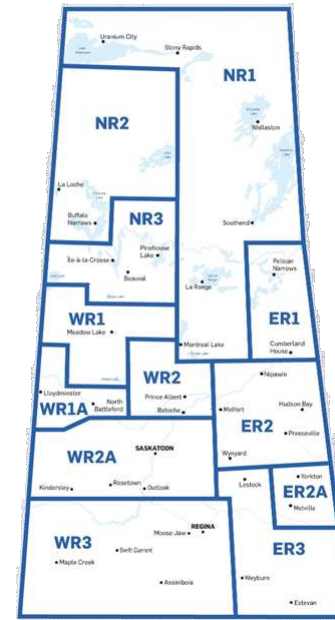 Uranium City
Stony Rapids
NR1
NR2
Wollaston
La Loche
Buffalo
Narrows
NR3
Southend
Pinehouse
Lake
Île-à-la-Crosse
Beauval
Pelican
Narrows
La Ronge
WR1
Meadow Lake
ER1
Montreal Lake
Cumberland
House
WR2
Nipawin
Lloydminster
North
Battleford
WR1A
Prince Albert
Batoche
Melfort
Hudson Bay
ER2
Preeceville
SASKATOON
WR2A
Wynyard
Kindersley
Rosetown
Outlook
Lestock
Yorkton
ER2A
Melville
REGINA
Moose Jaw
WR3
Swift Current
ER3
Maple Creek
Assiniboia
Weyburn
Estevan